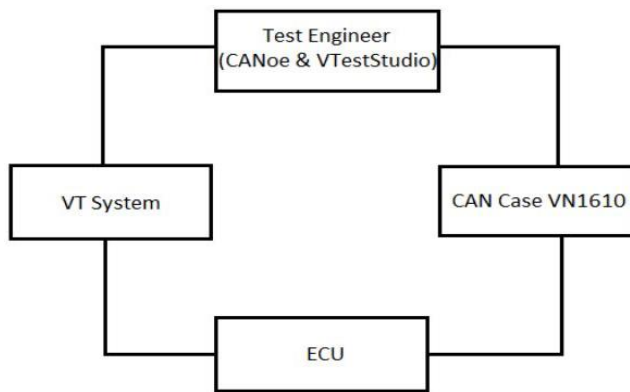 Test Engineer
(CANoe & VTestStudio)
VT System
CAN Case VN1610
ECU